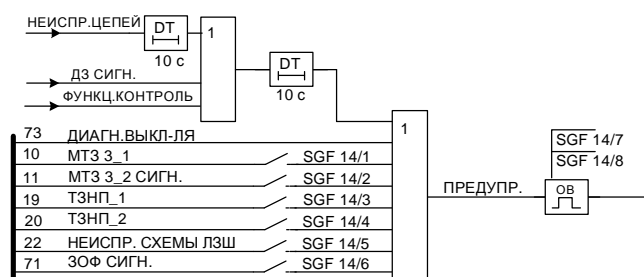 НЕИСПР.ЦЕПЕЙ
DT
1
10 с
DT
ДЗ СИГН.
10 с
ФУНКЦ.КОНТРОЛЬ
73 ДИАГН.ВЫКЛ-ЛЯ
1
SGF 14/7
10 МТЗ 3_1 SGF 14/1
SGF 14/8
11 МТЗ 3_2 СИГН. SGF 14/2
ПРЕДУПР.
ОВ
19 ТЗНП_1 SGF 14/3
20 ТЗНП_2 SGF 14/4
22 НЕИСПР. СХЕМЫ ЛЗШ SGF 14/5
71 ЗОФ СИГН. SGF 14/6